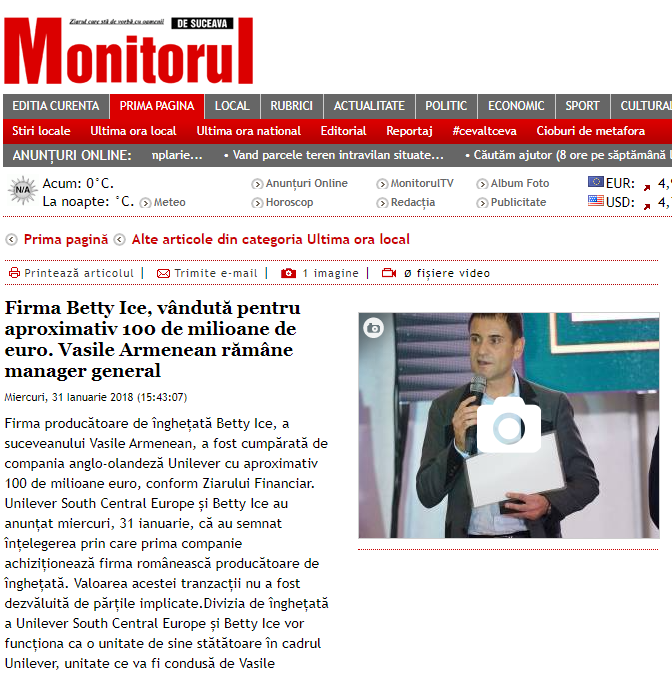 Ziarul care stă de vorbă cu oamenii
DE SUCEAVA
Monitorul
EDITIA CURENTA PRIMA PAGINA LOCAL RUBRICI ACTUALITATE POLITIC ECONOMIC SPORT CULTURAL
Stiri locale Ultima ora local Ultima ora national Editorial Reportaj #cevaltceva Cioburi de metafora
ANUNȚURI ONLINE: mplarie... • Vand parcele teren intravilan situate... • Căutăm ajutor (8 ore pe săptămână
N/A
Acum: 0°C. Anunțuri Online MonitorulTV Album Foto EUR: 4,
La noapte: °C. Meteo Horoscop Redacția Publicitate USD: 4,
Prima pagină Alte articole din categoria Ultima ora local
Printează articolul | Trimite e-mail | 1 imagine | Ø fișiere video
Firma Betty Ice, vândută pentru
aproximativ 100 de milioane de
euro. Vasile Armenean rămâne
manager general
Miercuri, 31 Ianuarie 2018 (15:43:07)
Firma producătoare de înghețată Betty Ice, a
suceveanului Vasile Armenean, a fost cumpărată de
compania anglo-olandeză Unilever cu aproximativ
100 de milioane euro, conform Ziarului Financiar.
Unilever South Central Europe și Betty Ice au
anunțat miercuri, 31 ianuarie, că au semnat
înțelegerea prin care prima companie
achiziționează firma românească producătoare de
înghețată. Valoarea acestei tranzacții nu a fost
dezvăluită de părțile implicate.Divizia de înghețată
a Unilever South Central Europe și Betty Ice vor
funcționa ca o unitate de sine stătătoare în cadrul
Unilever, unitate ce va fi condusă de Vasile